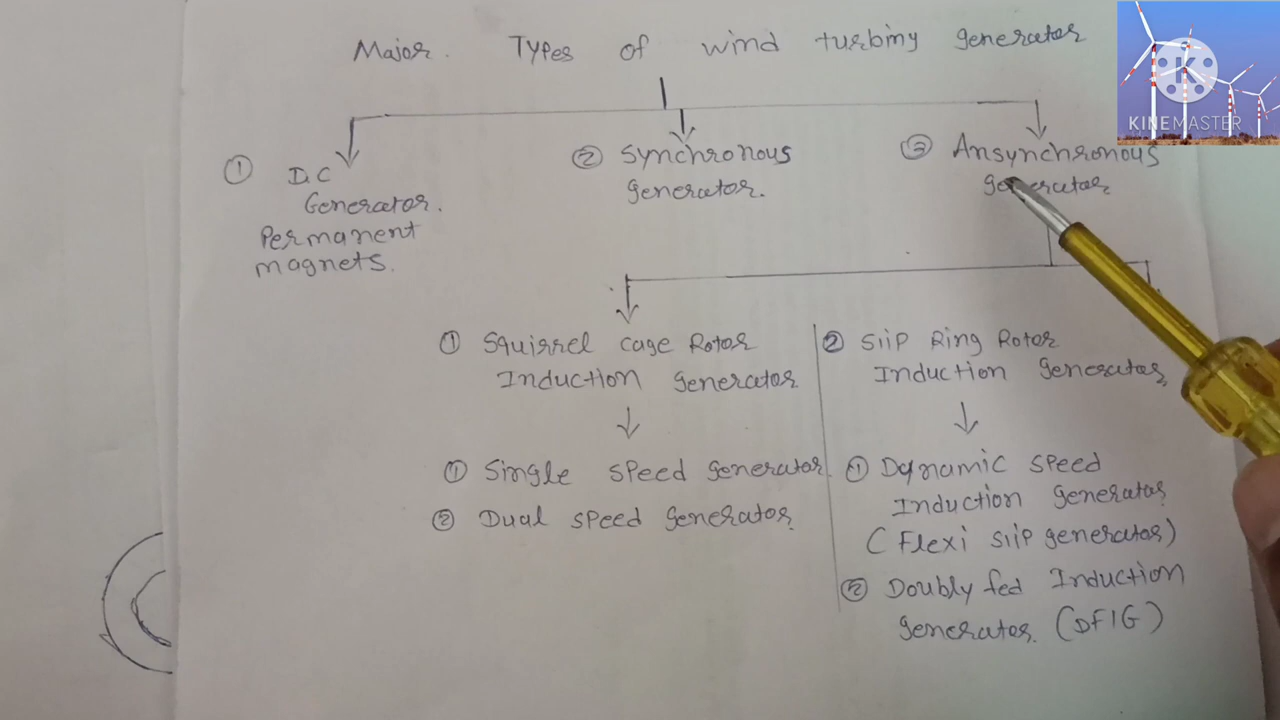 Major. Types of wind turbiny generator
① D.C
Generator.
Permanent
magnets.
② Synchronous
generator.
③ Ansynchronous
generator
① Squirrel cage Rotor
Induction generator
① Single speed generator.
② Dual speed generator.
② Slip Ring Rotor
Induction generator
① Dynamic speed
Induction generator
(Flexi slip generator)
② Doubly fed Induction
generator. (DFIG)
K
KINEMASTER